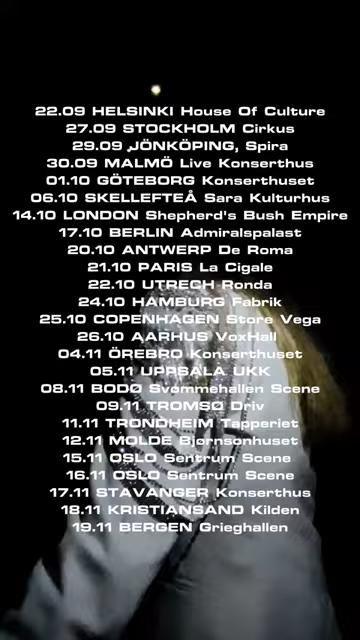 22.09 HELSINKI House Of Culture
27.09 STOCKHOLM Cirkus
29.09 JÖNKÖPING, Spira
30.09 MALMÖ Live Konserthus
01.10 GÖTEBORG Konserthuset
06.10 SKELLEFTEÅ Sara Kulturhus
14.10 LONDON Shepherd's Bush Empire
17.10 BERLIN Admiralspalast
20.10 ANTWERP De Roma
21.10 PARIS La Cigale
22.10 UTRECH Ronda
24.10 HAMBURG Fabrik
25.10 COPENHAGEN Store Vega
26.10 AARHUS VoxHall
04.11 ÖREBRO Konserthuset
05.11 UPPSALA UKK
08.11 BODØ Svømmehallen Scene
09.11 TROMSØ Driv
11.11 TRONDHEIM Tapperiet
12.11 MOLDE Bjørnsonhuset
15.11 OSLO Sentrum Scene
16.11 OSLO Sentrum Scene
17.11 STAVANGER Konserthus
18.11 KRISTIANSAND Kilden
19.11 BERGEN Grieghallen